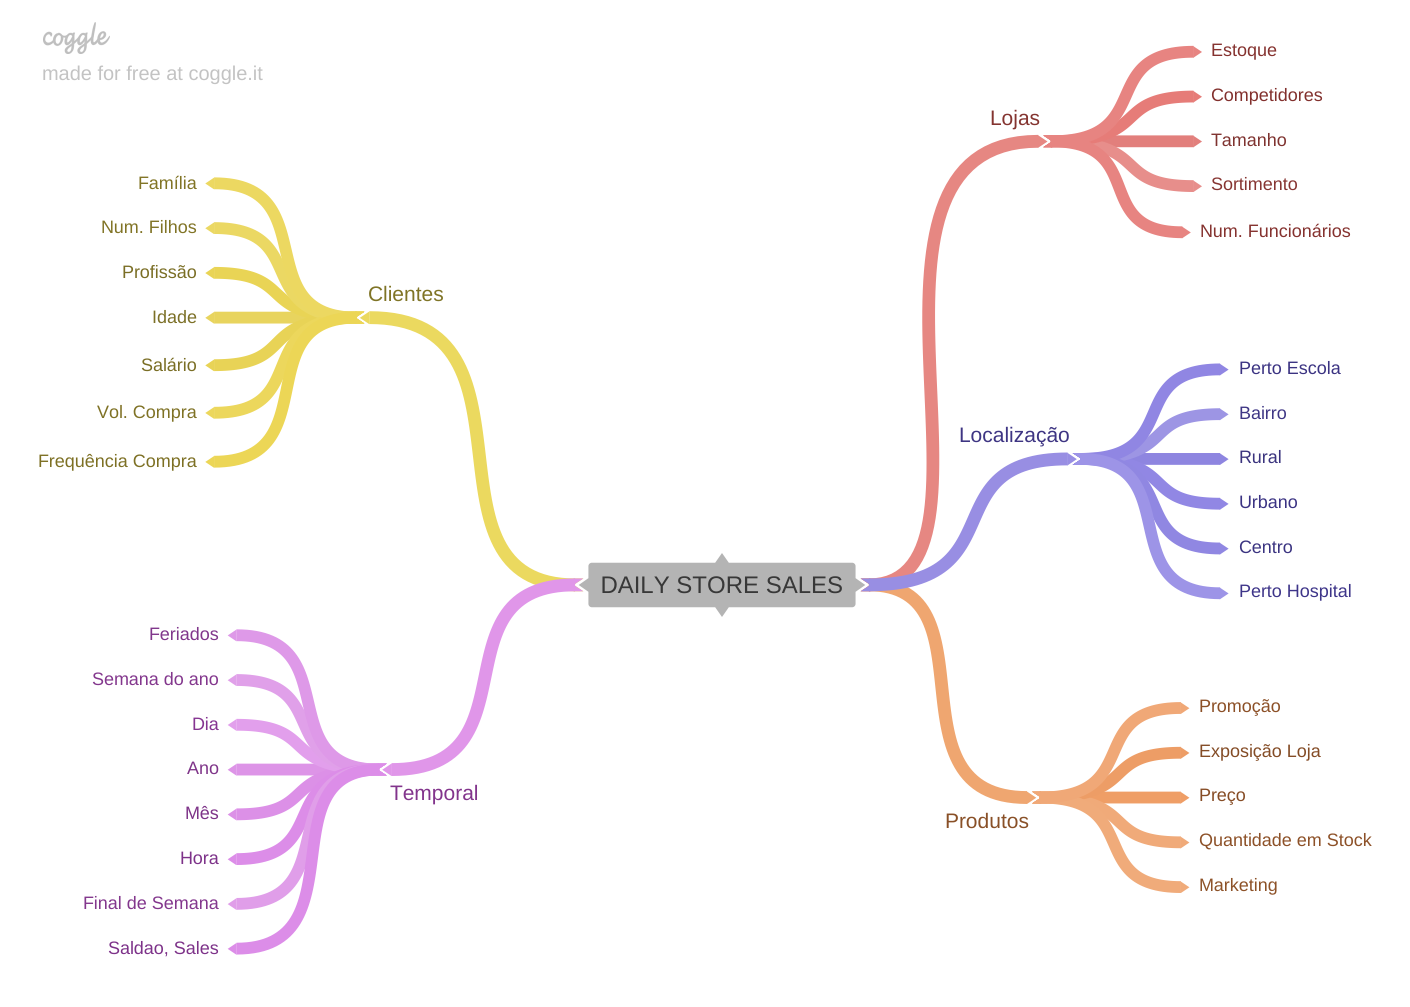 coggle
made for free at coggle.it
DAILY STORE SALES
Lojas
Estoque
Competidores
Tamanho
Sortimento
Num. Funcionários
Localização
Perto Escola
Bairro
Rural
Urbano
Centro
Perto Hospital
Produtos
Promoção
Exposição Loja
Preço
Quantidade em Stock
Marketing
Clientes
Família
Num. Filhos
Profissão
Idade
Salário
Vol. Compra
Frequência Compra
Temporal
Feriados
Semana do ano
Dia
Ano
Mês
Hora
Final de Semana
Saldao, Sales